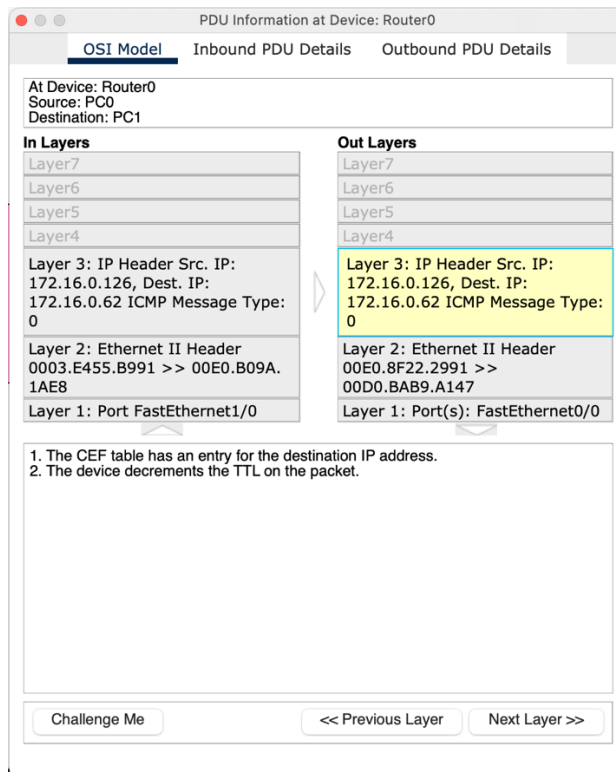 PDU Information at Device: Router0
OSI Model
Inbound PDU Details
Outbound PDU Details
At Device: Router0
Source: PC0
Destination: PC1
In Layers
Layer7
Layer6
Layer5
Layer4
Layer 3: IP Header Src. IP:
172.16.0.126, Dest. IP:
172.16.0.62 ICMP Message Type:
0
Layer 2: Ethernet II Header
0003.E455.B991 >> 00E0.B09A.
1AE8
Layer 1: Port FastEthernet1/0
Out Layers
Layer7
Layer6
Layer5
Layer4
Layer 3: IP Header Src. IP:
172.16.0.126, Dest. IP:
172.16.0.62 ICMP Message Type:
0
Layer 2: Ethernet II Header
00E0.8F22.2991 >>
00D0.BAB9.A147
Layer 1: Port(s): FastEthernet0/0
1. The CEF table has an entry for the destination IP address.
2. The device decrements the TTL on the packet.
Challenge Me
<< Previous Layer
Next Layer >>